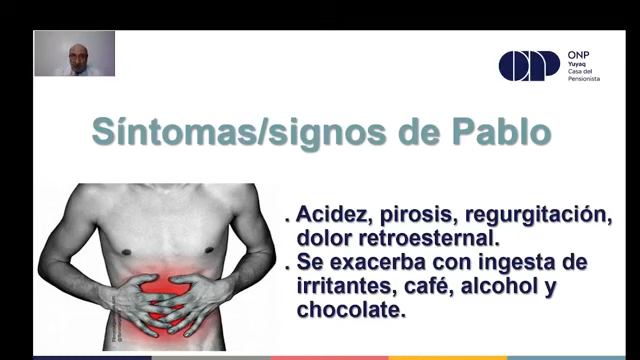 ONP
Yuyaq
Casa del
Pensionista
Síntomas/signos de Pablo
. Acidez, pirosis, regurgitación,
dolor retroesternal.
. Se exacerba con ingesta de
irritantes, café, alcohol y
chocolate.